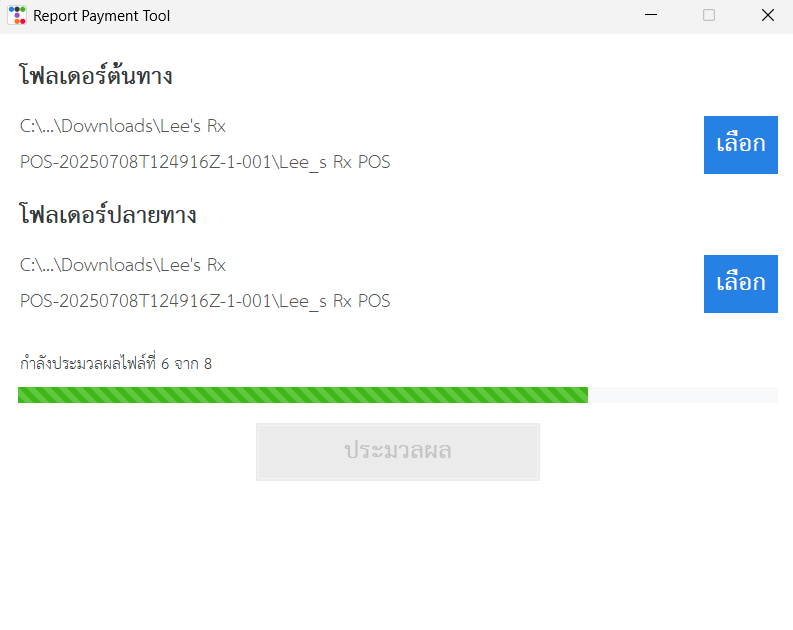 Report Payment Tool
โฟลเดอร์ต้นทาง
C:\...\Downloads\Lee's Rx
POS-20250708T124916Z-1-001\Lee_s Rx POS
เลือก
โฟลเดอร์ปลายทาง
C:\...\Downloads\Lee's Rx
POS-20250708T124916Z-1-001\Lee_s Rx POS
เลือก
กำลังประมวลผลไฟล์ที่ 6 จาก 8
ประมวลผล